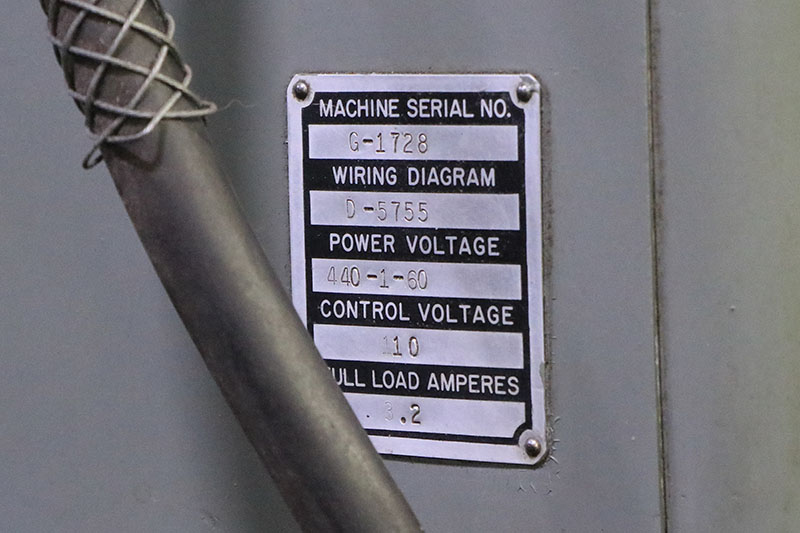 MACHINE SERIAL NO.
G-1728
WIRING DIAGRAM
D-5755
POWER VOLTAGE
440-1-60
CONTROL VOLTAGE
110
FULL LOAD AMPERES
3.2